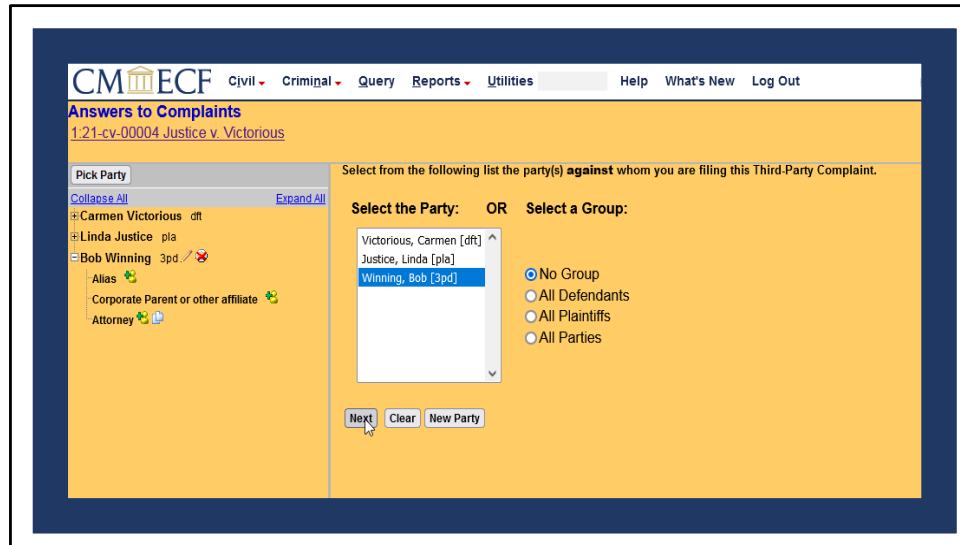 CM ECF Civil Criminal Query Reports Utilities Help What's New Log Out
Answers to Complaints
1:21-cv-00004 Justice v. Victorious
Pick Party
Collapse All Expand All
Carmen Victorious dft
Linda Justice pla
Bob Winning 3pd
Alias
Corporate Parent or other affiliate
Attorney
Select from the following list the party(s) against whom you are filing this Third-Party Complaint.
Select the Party: OR Select a Group:
Victorious, Carmen [dft]
Justice, Linda [pla]
Winning, Bob [3pd]
No Group
All Defendants
All Plaintiffs
All Parties
Next Clear New Party